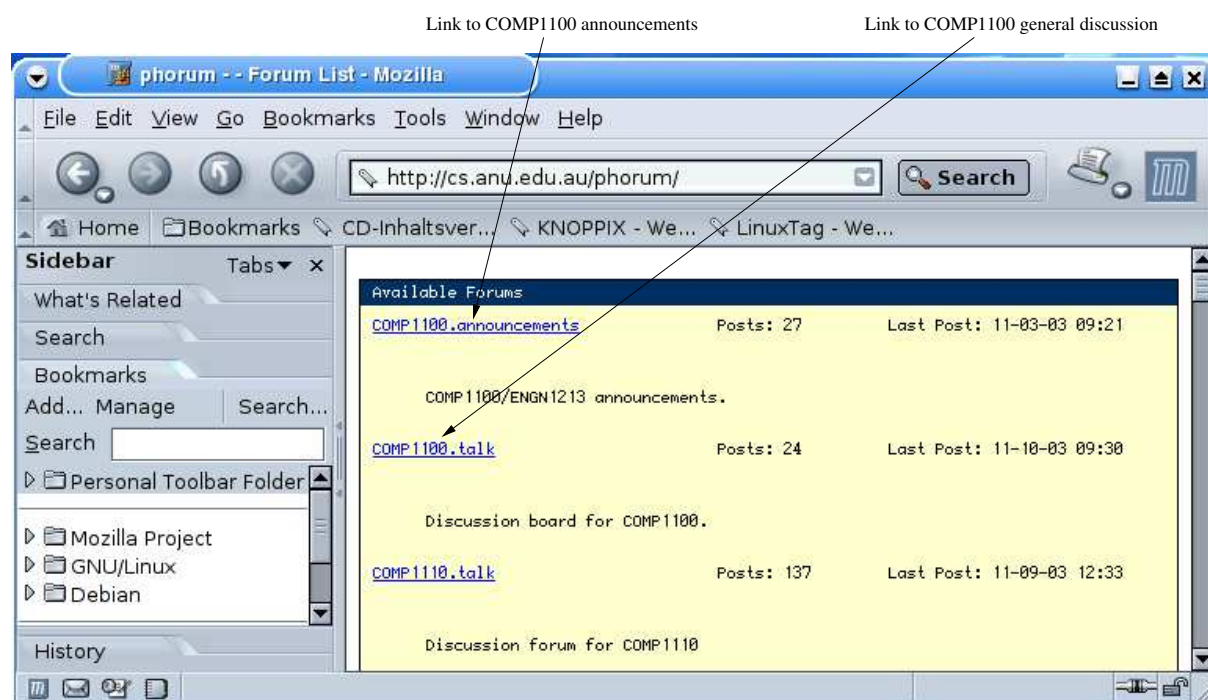 Link to COMP1100 announcements
Link to COMP1100 general discussion
phorum - - Forum List - Mozilla
File Edit View Go Bookmarks Tools Window Help
http://cs.anu.edu.au/phorum/ Search
Home Bookmarks CD-Inhaltsver... KNOPPIX - We... LinuxTag - We...
Sidebar Tabs
What's Related
Search
Bookmarks
Add... Manage Search...
Search
Personal Toolbar Folder
Mozilla Project
GNU/Linux
Debian
History
Available Forums
COMP1100.announcements Posts: 27 Last Post: 11-03-03 09:21
COMP1100/ENGN1213 announcements.
COMP1100.talk Posts: 24 Last Post: 11-10-03 09:30
Discussion board for COMP1100.
COMP1110.talk Posts: 137 Last Post: 11-09-03 12:33
Discussion forum for COMP1110